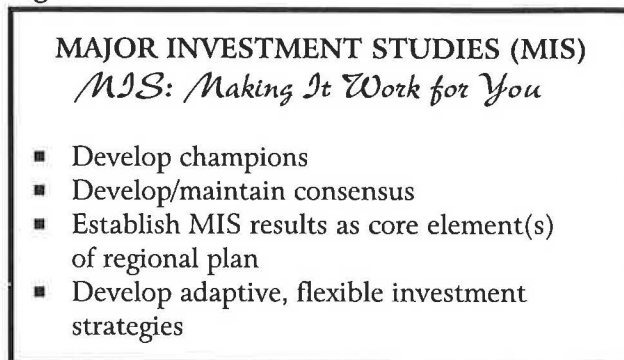 MAJOR INVESTMENT STUDIES (MIS)
MIS: Making It Work for You
■ Develop champions
■ Develop/maintain consensus
■ Establish MIS results as core element(s)
of regional plan
■ Develop adaptive, flexible investment
strategies